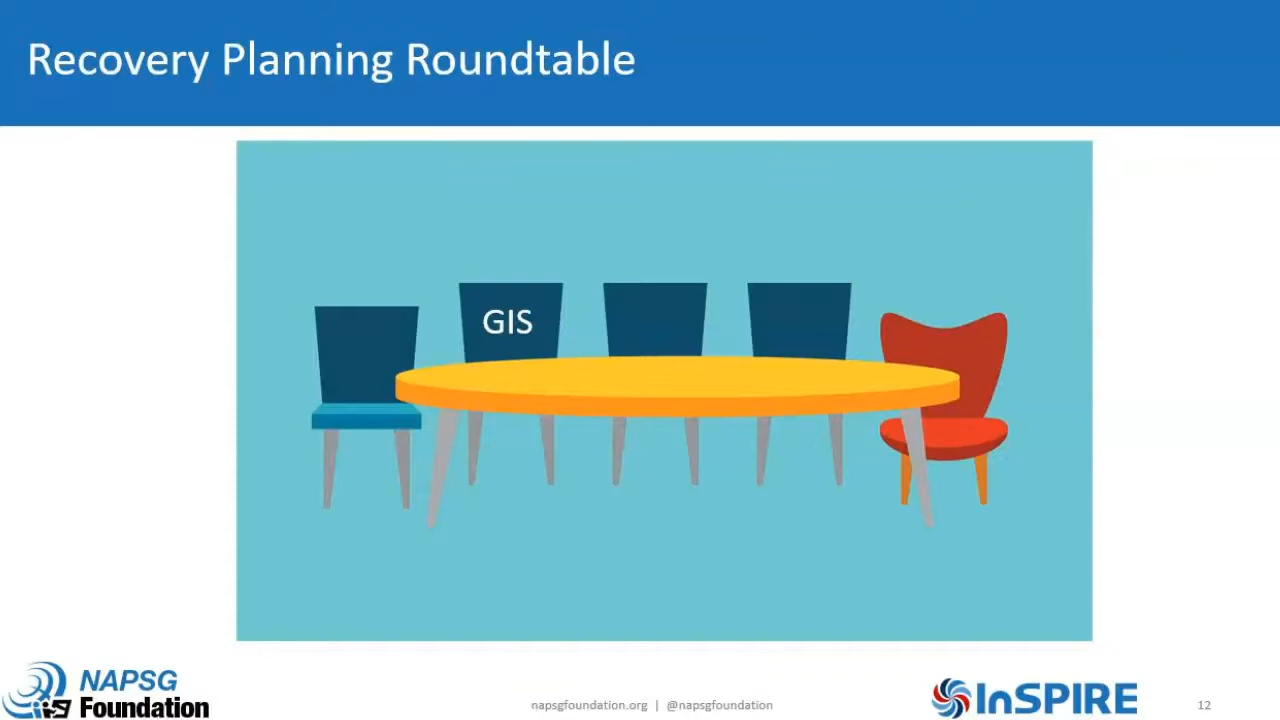 Recovery Planning Roundtable
GIS
NAPSG
Foundation
napsgfoundation.org | @napsgfoundation
InSPIRE
12